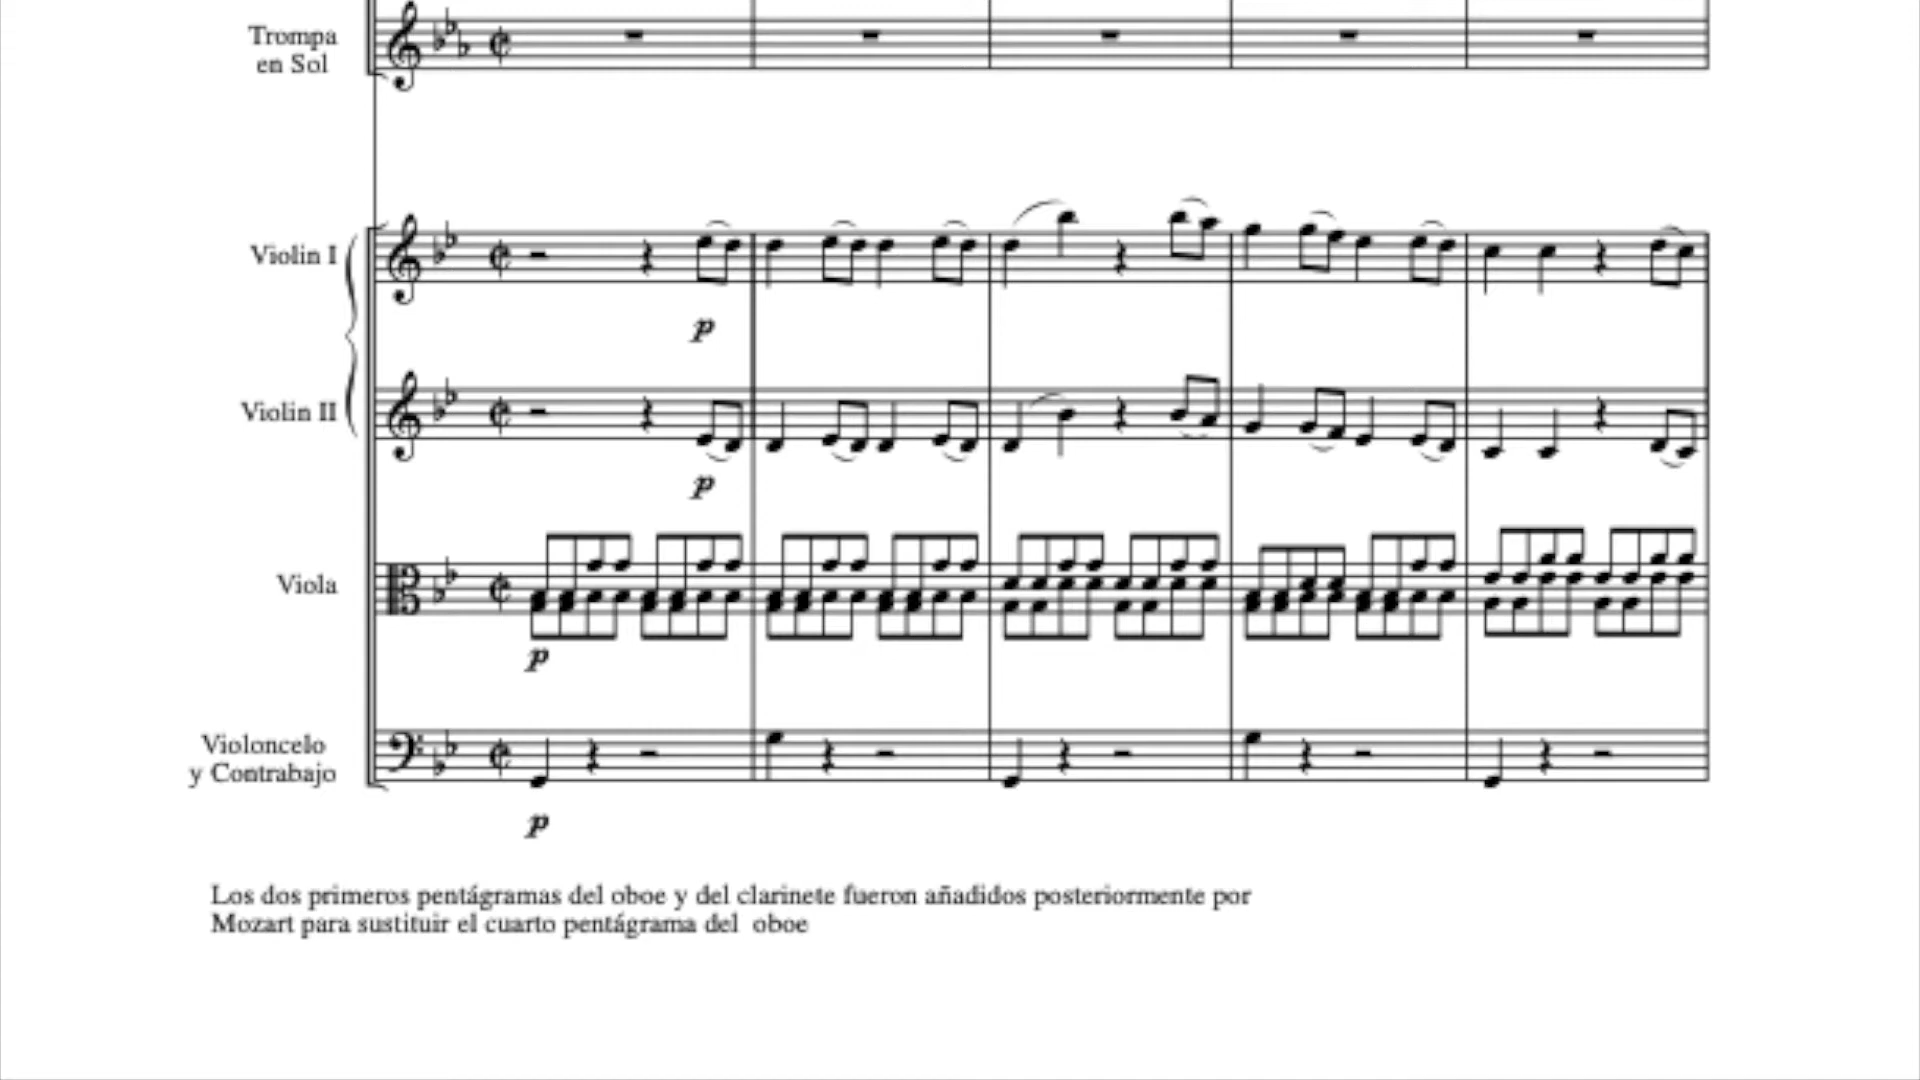 Trompa
en Sol
Violin I
p
Violin II
p
Viola
p
Violoncelo
y Contrabajo
p
Los dos primeros pentágramas del oboe y del clarinete fueron añadidos posteriormente por
Mozart para sustituir el cuarto pentágrama del  oboe